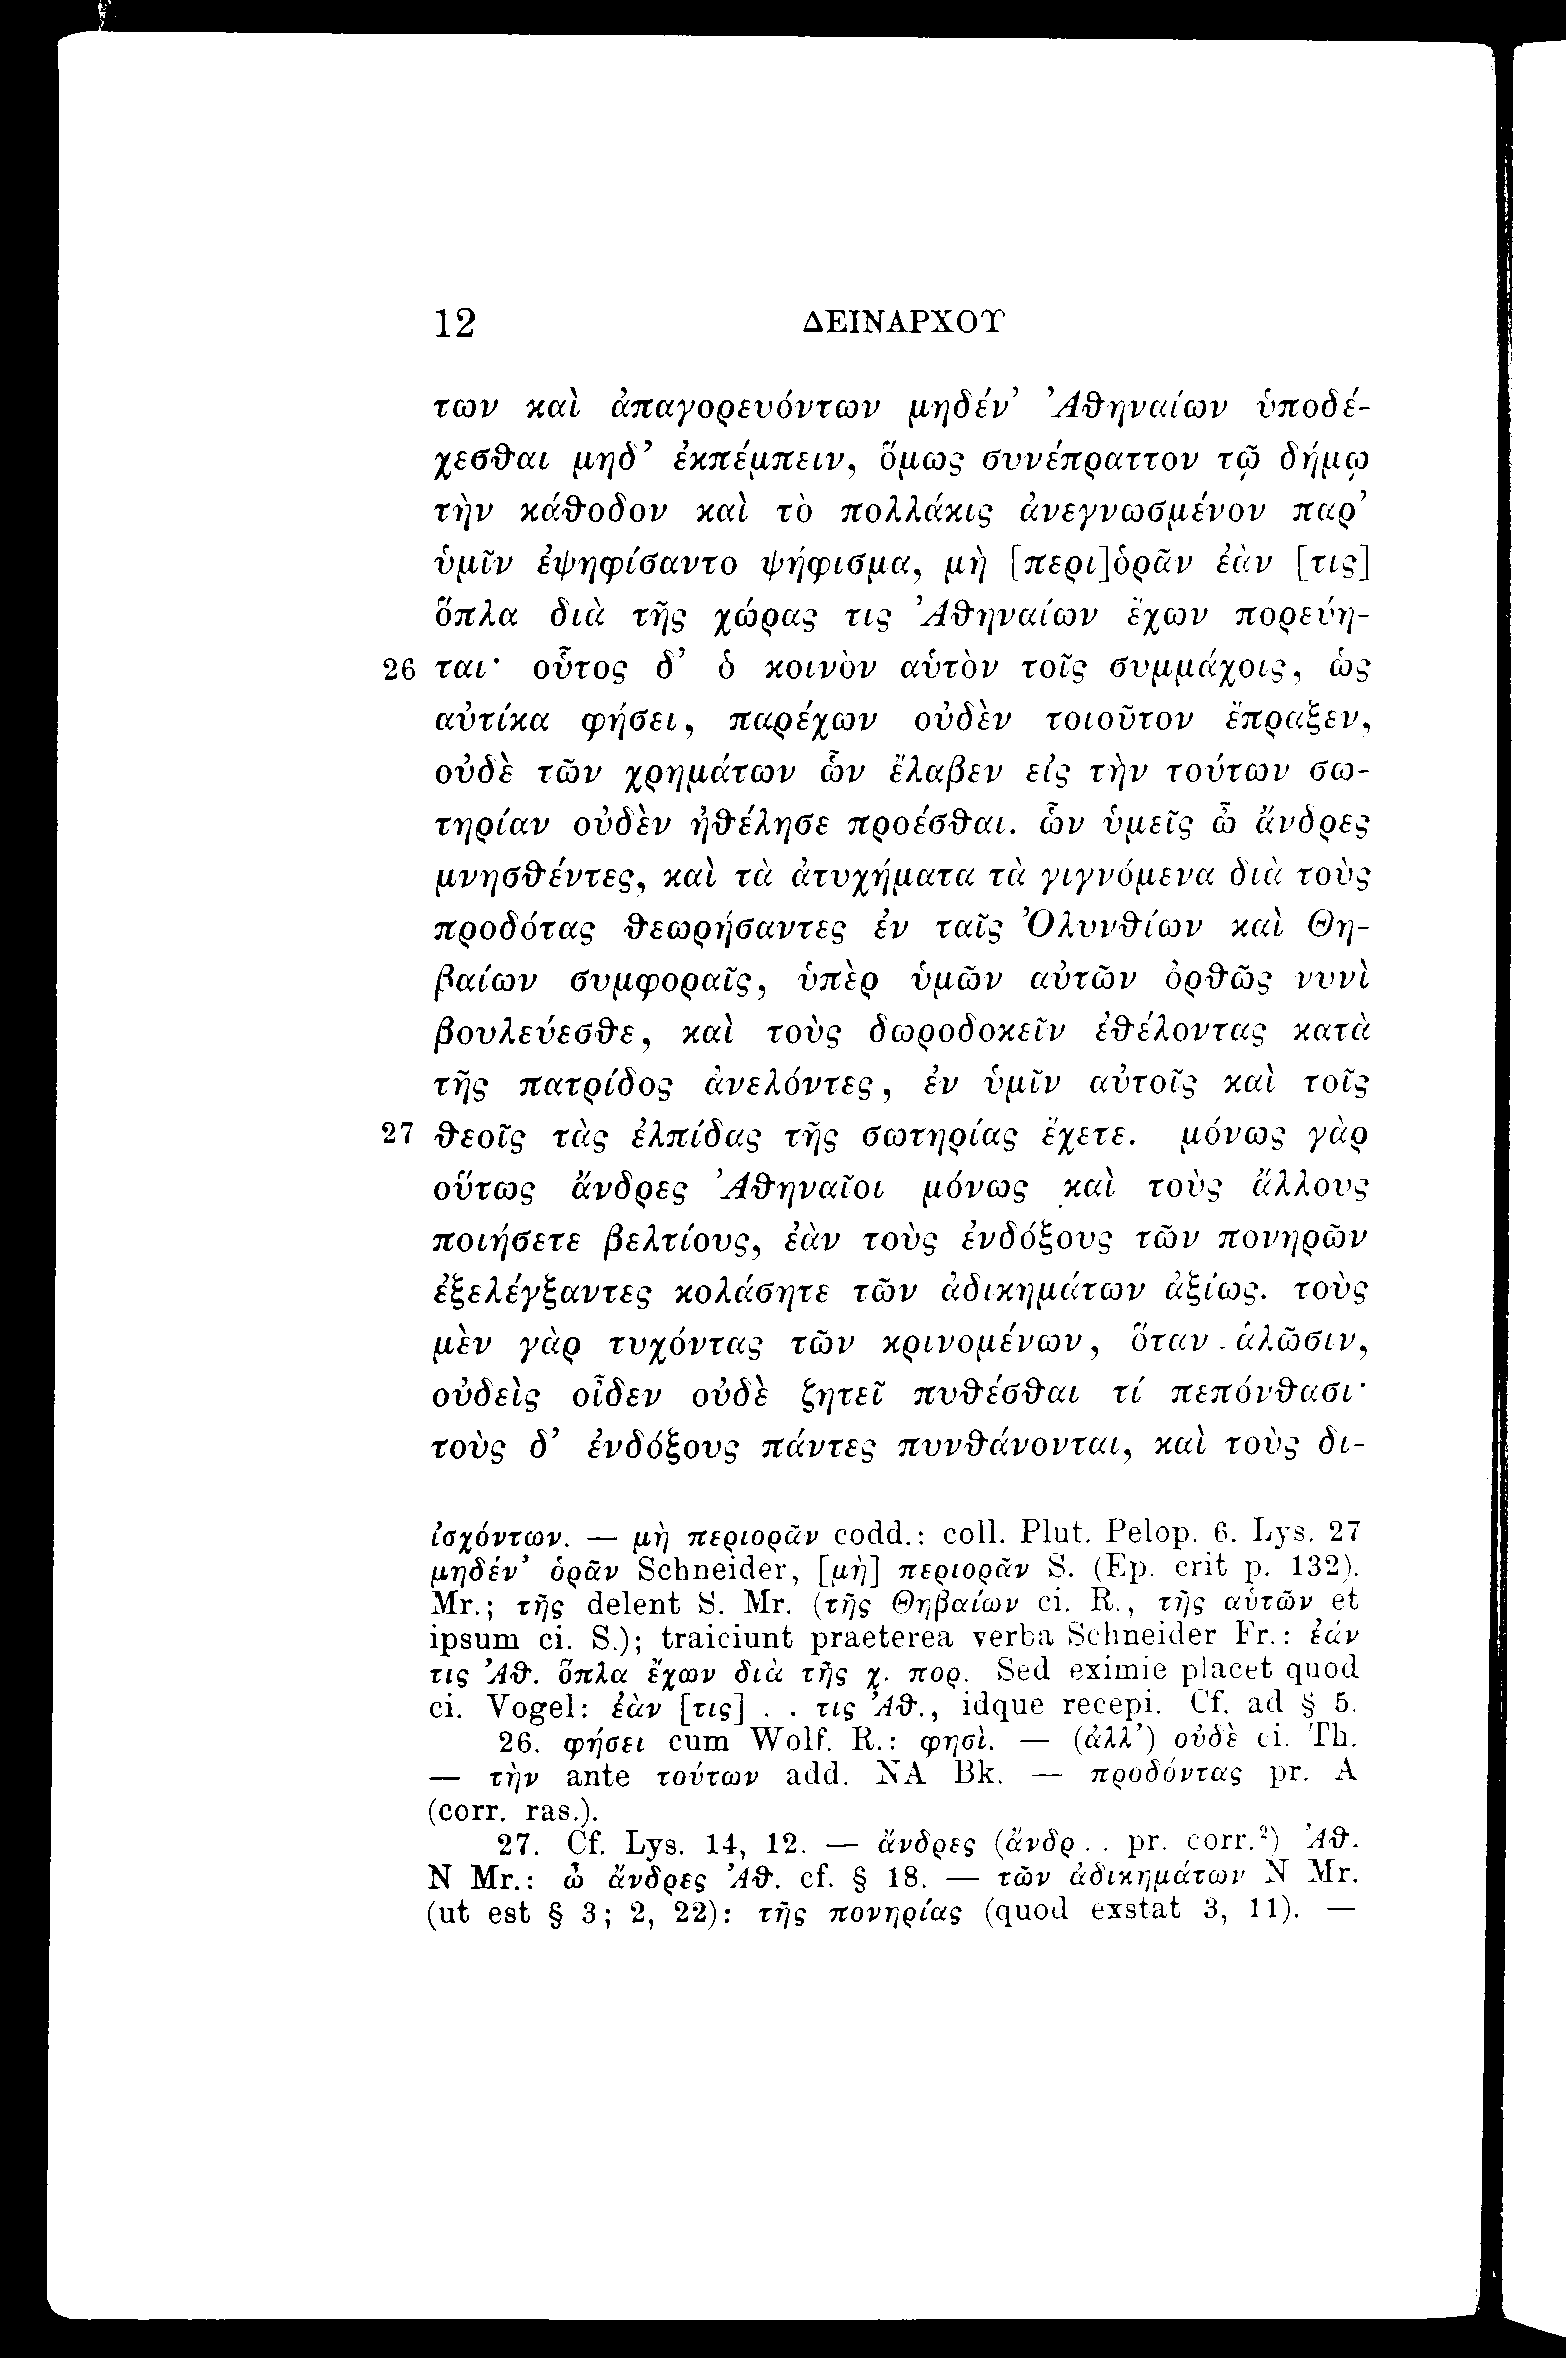 12 ΔΕΙΝΑΡΧΟΥ
των καὶ ἀπαγορευόντων μηδέν’ Ἀθηναίων ὑποδέ-
χεσθαι μηδ’ ἐκπέμπειν, ὅμως συνέπραττον τῷ δήμῳ
τὴν κάθοδον καὶ τὸ πολλάκις ἀνεγνωσμένον παρ’
ὑμῖν ἐψηφίσαντο ψήφισμα, μὴ [περι]ὁρᾶν ἐὰν [τις]
ὅπλα διὰ τῆς χώρας τις Ἀθηναίων ἔχων πορεύη-
26 ται· οὗτος δ’ ὁ κοινὸν αὑτὸν τοῖς συμμάχοις, ὡς
αὐτίκα φήσει, παρέχων οὐδὲν τοιοῦτον ἔπραξεν,
οὐδὲ τῶν χρημάτων ὧν ἔλαβεν εἰς τὴν τούτων σω-
τηρίαν οὐδὲν ἠθέλησε προέσθαι. ὧν ὑμεῖς ὦ ἄνδρες
μνησθέντες, καὶ τὰ ἀτυχήματα τὰ γιγνόμενα διὰ τοὺς
προδότας θεωρήσαντες ἐν ταῖς Ὀλυνθίων καὶ Θη-
βαίων συμφοραῖς, ὑπὲρ ὑμῶν αὐτῶν ὀρθῶς νυνὶ
βουλεύεσθε, καὶ τοὺς δωροδοκεῖν ἐθέλοντας κατὰ
τῆς πατρίδος ἀνελόντες, ἐν ὑμῖν αὐτοῖς καὶ τοῖς
27 θεοῖς τὰς ἐλπίδας τῆς σωτηρίας ἔχετε. μόνως γὰρ
οὕτως ἄνδρες Ἀθηναῖοι μόνως καὶ τοὺς ἄλλους
ποιήσετε βελτίους, ἐὰν τοὺς ἐνδόξους τῶν πονηρῶν
ἐξελέγξαντες κολάσητε τῶν ἀδικημάτων ἀξίως. τοὺς
μὲν γὰρ τυχόντας τῶν κρινομένων, ὅταν ἁλῶσιν,
οὐδεὶς οἶδεν οὐδὲ ζητεῖ πυθέσθαι τί πεπόνθασι·
τοὺς δ’ ἐνδόξους πάντες πυνθάνονται, καὶ τοὺς δι-
ἰσχόντων. — μὴ περιορᾶν codd.: coll. Plut. Pelop. 6. Lys. 27
μηδέν’ ὁρᾶν Schneider, [μὴ] περιορᾶν S. (Ep. crit p. 132).
Mr.; τῆς delent S. Mr. (τῆς Θηβαίων ci. R., τῆς αὑτῶν et
ipsum ci. S.); traiciunt praeterea verba Schneider Fr.: ἐάν
τις Ἀθ. ὅπλα ἔχων διὰ τῆς χ. πορ. Sed eximie placet quod
ci. Vogel: ἐὰν [τις] . . τις Ἀθ., idque recepi. Cf. ad § 5.
26. φήσει cum Wolf. R.: φησὶ. — (ἀλλ’) οὐδὲ ci. Th.
— τὴν ante τούτων add. NA Bk. — προδόντας pr. A
(corr. ras.).
27. Cf. Lys. 14, 12. — ἄνδρες (ἄνδρ . . pr. corr.²) Ἀθ.
N Mr.: ὦ ἄνδρες Ἀθ. cf. § 18. — τῶν ἀδικημάτων N Mr.
(ut est § 3; 2, 22): τῆς πονηρίας (quod exstat 3, 11). —